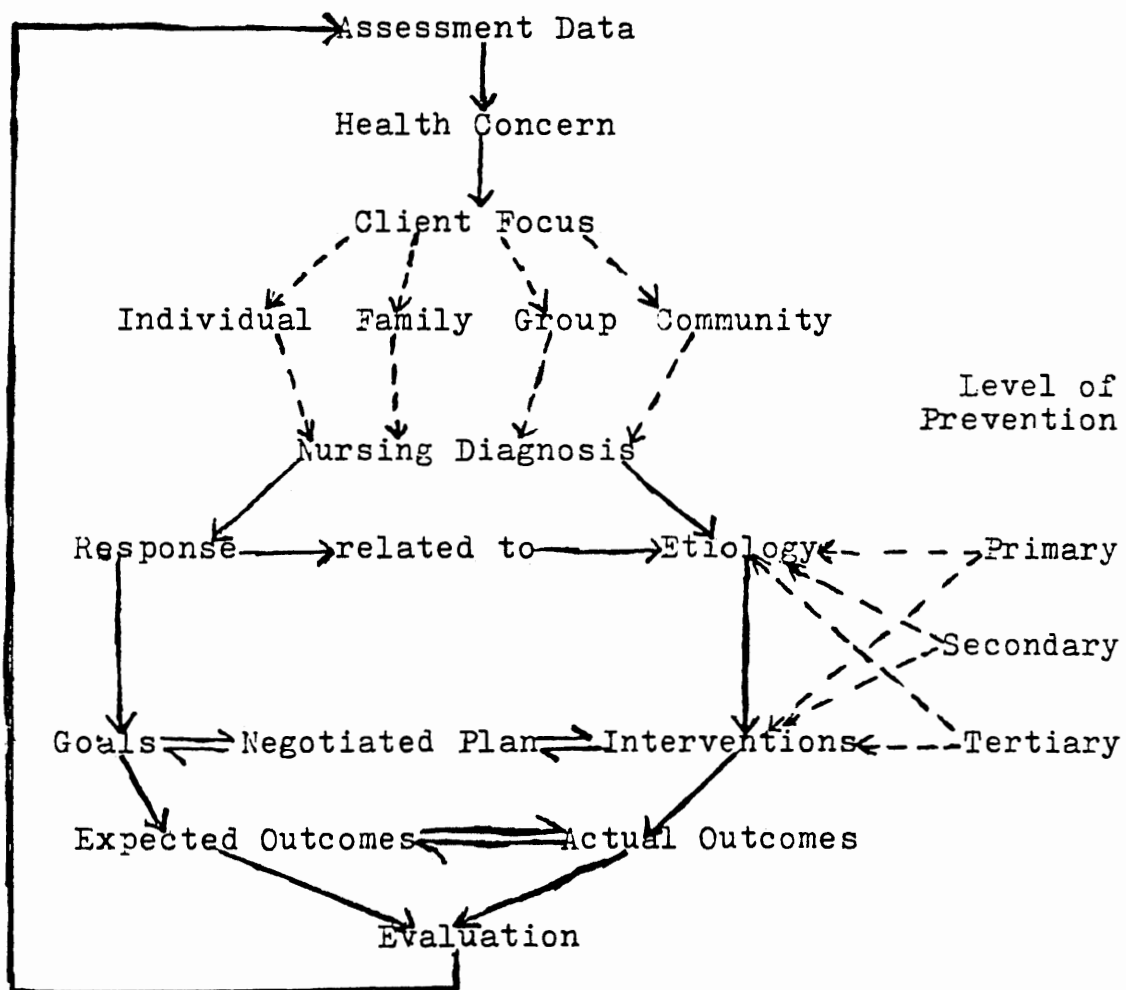 Assessment Data
Health Concern
Client Focus
Individual Family Group Community
Level of
Prevention
Nursing Diagnosis
Response related to Etiology Primary
Secondary
Goals Negotiated Plan Interventions Tertiary
Expected Outcomes Actual Outcomes
Evaluation